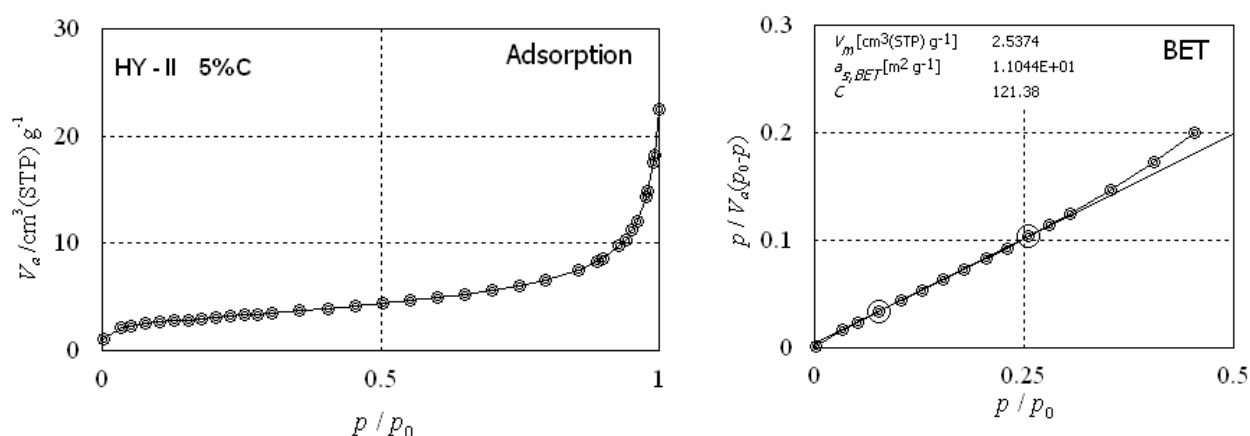 30
20
10
0
V_a /cm³(STP) g⁻¹
HY - II 5%C
Adsorption
0
0.5
1
p / p₀
0.3
0.2
0.1
0
p / V_a(p₀-p)
V_m [cm³(STP) g⁻¹] 2.5374
a_s,BET [m² g⁻¹] 1.1044E+01
C 121.38
BET
0
0.25
0.5
p / p₀